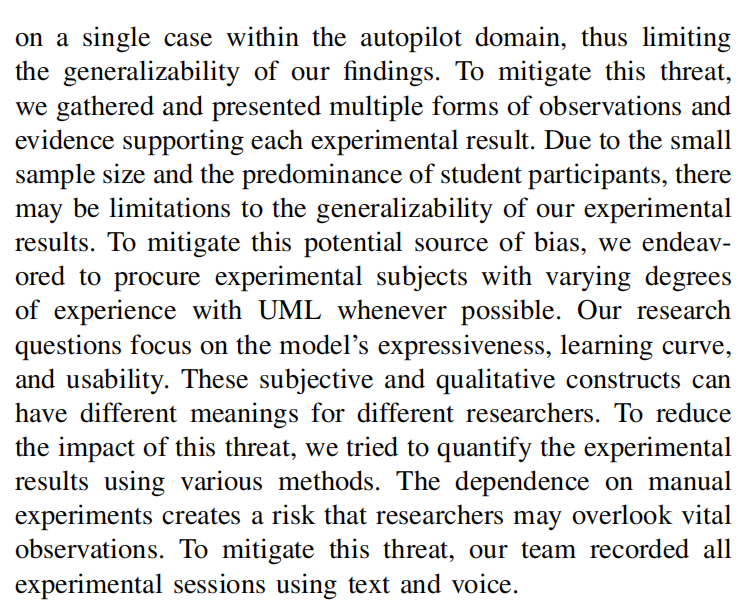 on a single case within the autopilot domain, thus limiting
the generalizability of our findings. To mitigate this threat,
we gathered and presented multiple forms of observations and
evidence supporting each experimental result. Due to the small
sample size and the predominance of student participants, there
may be limitations to the generalizability of our experimental
results. To mitigate this potential source of bias, we endeav-
ored to procure experimental subjects with varying degrees
of experience with UML whenever possible. Our research
questions focus on the model's expressiveness, learning curve,
and usability. These subjective and qualitative constructs can
have different meanings for different researchers. To reduce
the impact of this threat, we tried to quantify the experimental
results using various methods. The dependence on manual
experiments creates a risk that researchers may overlook vital
observations. To mitigate this threat, our team recorded all
experimental sessions using text and voice.